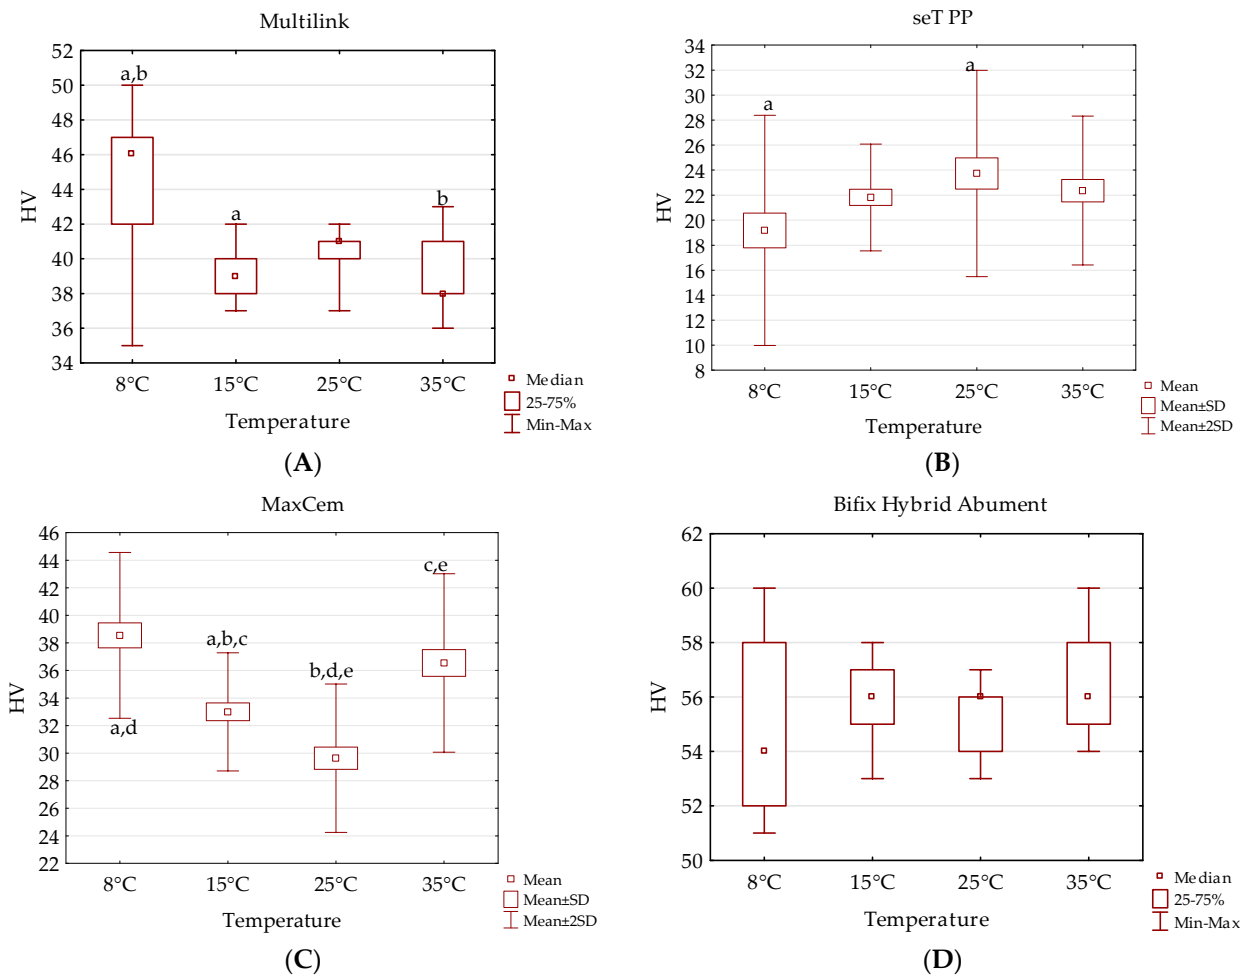 Multilink
HV
52
50
48
46
44
42
40
38
36
34
a,b
a
b
8°C
15°C
25°C
35°C
Temperature
Median
25-75%
Min-Max
(A)
seT PP
HV
34
32
30
28
26
24
22
20
18
16
14
12
10
8
a
a
8°C
15°C
25°C
35°C
Temperature
Mean
Mean±SD
Mean±2SD
(B)
MaxCem
HV
46
44
42
40
38
36
34
32
30
28
26
24
22
a,d
a,b,c
b,d,e
c,e
8°C
15°C
25°C
35°C
Temperature
Mean
Mean±SD
Mean±2SD
(C)
Bifix Hybrid Abument
HV
62
60
58
56
54
52
50
8°C
15°C
25°C
35°C
Temperature
Median
25-75%
Min-Max
(D)